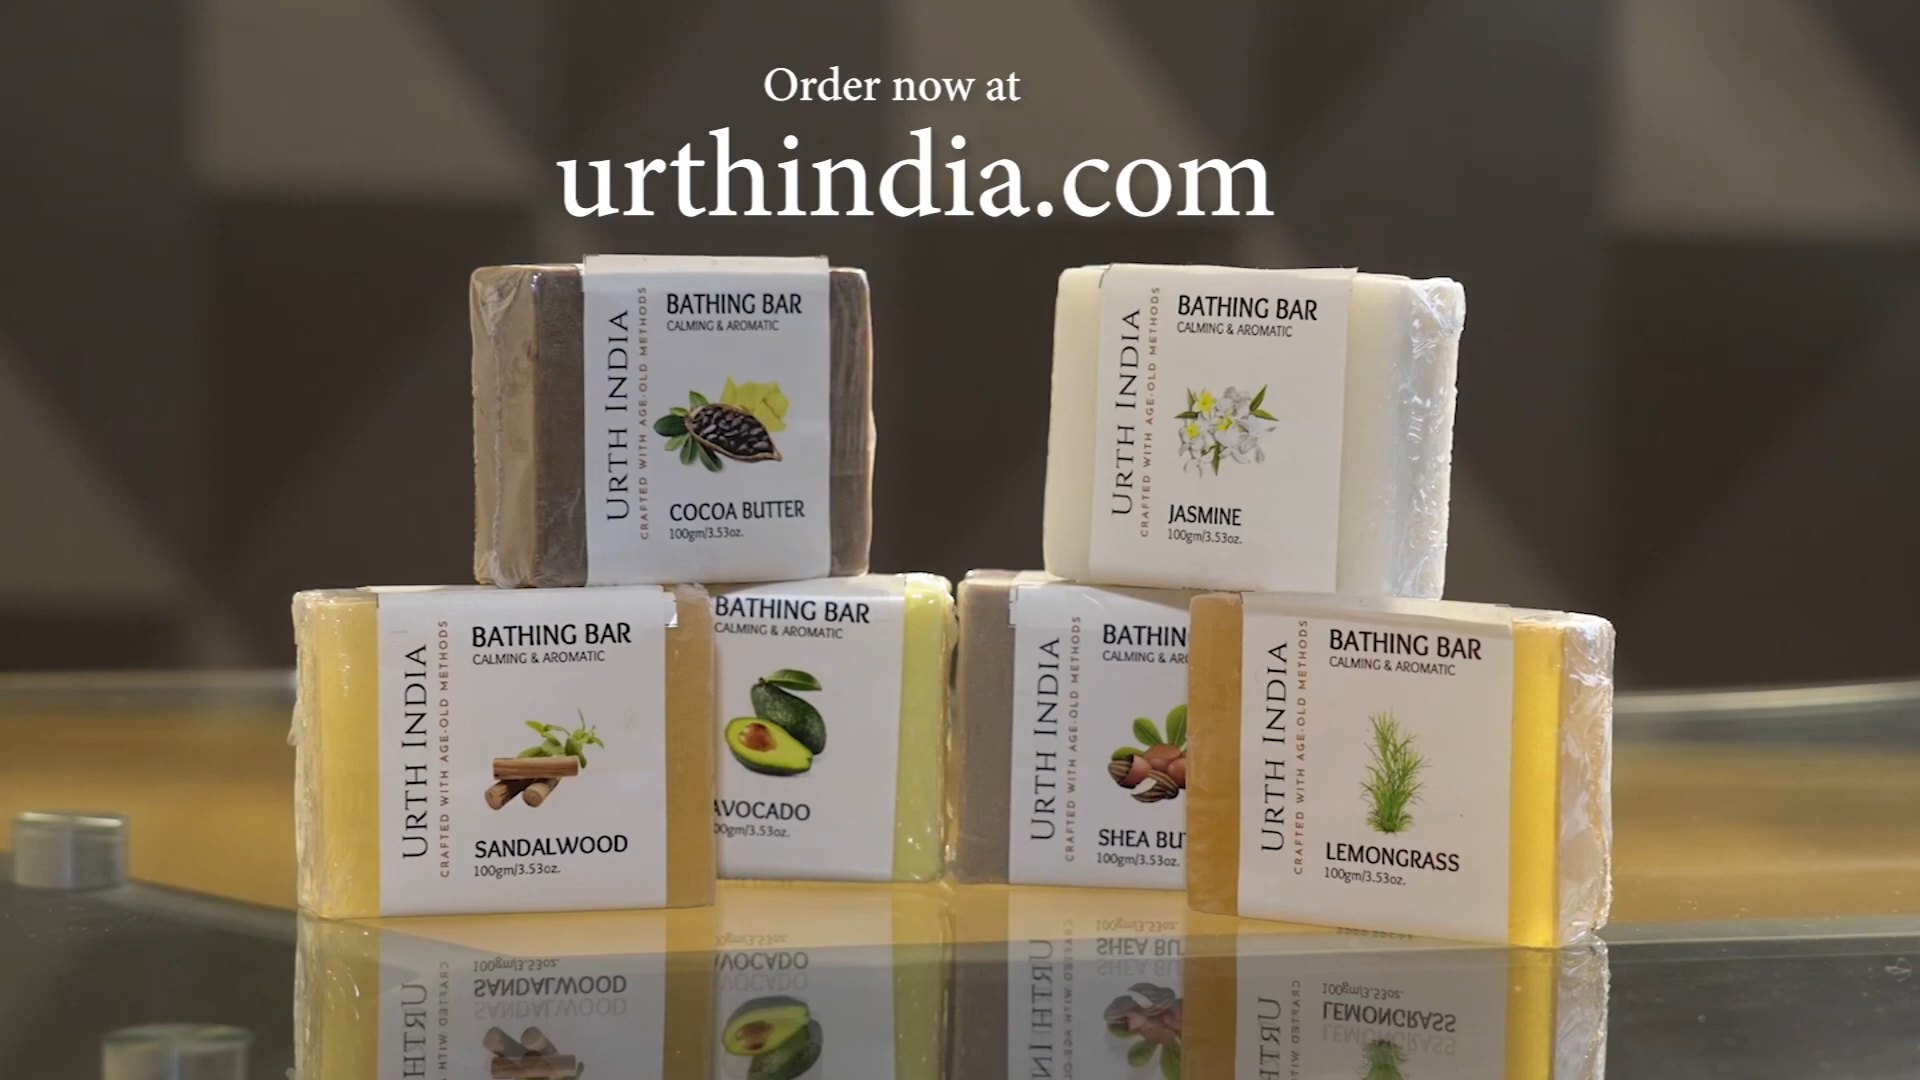 Order now at
urthindia.com
URTH INDIA
CRAFTED WITH AGE-OLD METHODS
BATHING BAR
CALMING & AROMATIC
COCOA BUTTER
100gm/3.53oz.
URTH INDIA
CRAFTED WITH AGE-OLD METHODS
BATHING BAR
CALMING & AROMATIC
JASMINE
100gm/3.53oz.
URTH INDIA
CRAFTED WITH AGE-OLD METHODS
BATHING BAR
CALMING & AROMATIC
SANDALWOOD
100gm/3.53oz.
BATHING BAR
CALMING & AROMATIC
AVOCADO
00gm/3.53oz.
URTH INDIA
CRAFTED WITH AGE-OLD METHODS
BATHIN
CALMING & AR
SHEA BUT
100gm/3.53oz.
URTH INDIA
CRAFTED WITH AGE-OLD METHODS
BATHING BAR
CALMING & AROMATIC
LEMONGRASS
100gm/3.53oz.